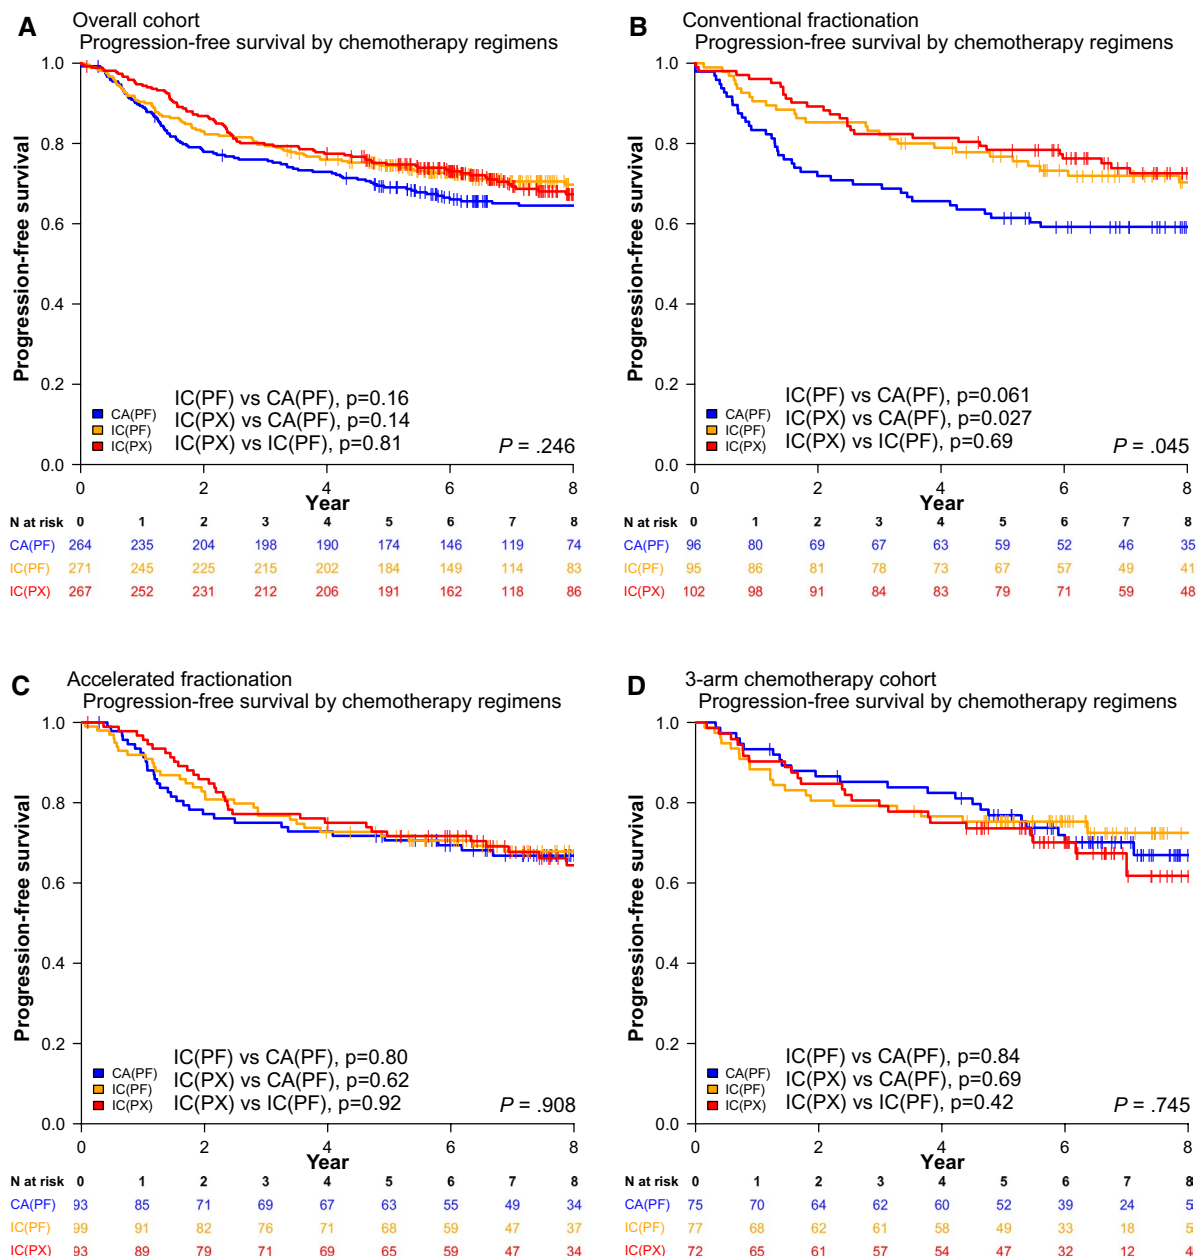 A Overall cohort
Progression-free survival by chemotherapy regimens
Progression-free survival
1.0
0.8
0.6
0.4
0.2
0.0
IC(PF) vs CA(PF), p=0.16
IC(PX) vs CA(PF), p=0.14
IC(PX) vs IC(PF), p=0.81
CA(PF)
IC(PF)
IC(PX)
P = .246
0 2 4 6 8
Year
N at risk 0 1 2 3 4 5 6 7 8
CA(PF) 264 235 204 198 190 174 146 119 74
IC(PF) 271 245 225 215 202 184 149 114 83
IC(PX) 267 252 231 212 206 191 162 118 86
B Conventional fractionation
Progression-free survival by chemotherapy regimens
Progression-free survival
1.0
0.8
0.6
0.4
0.2
0.0
IC(PF) vs CA(PF), p=0.061
IC(PX) vs CA(PF), p=0.027
IC(PX) vs IC(PF), p=0.69
CA(PF)
IC(PF)
IC(PX)
P = .045
0 2 4 6 8
Year
N at risk 0 1 2 3 4 5 6 7 8
CA(PF) 96 80 69 67 63 59 52 46 35
IC(PF) 95 86 81 78 73 67 57 49 41
IC(PX) 102 98 91 84 83 79 71 59 48
C Accelerated fractionation
Progression-free survival by chemotherapy regimens
Progression-free survival
1.0
0.8
0.6
0.4
0.2
0.0
IC(PF) vs CA(PF), p=0.80
IC(PX) vs CA(PF), p=0.62
IC(PX) vs IC(PF), p=0.92
CA(PF)
IC(PF)
IC(PX)
P = .908
0 2 4 6 8
Year
N at risk 0 1 2 3 4 5 6 7 8
CA(PF) 93 85 71 69 67 63 55 49 34
IC(PF) 99 91 82 76 71 68 59 47 37
IC(PX) 93 89 79 71 69 65 59 47 34
D 3-arm chemotherapy cohort
Progression-free survival by chemotherapy regimens
Progression-free survival
1.0
0.8
0.6
0.4
0.2
0.0
IC(PF) vs CA(PF), p=0.84
IC(PX) vs CA(PF), p=0.69
IC(PX) vs IC(PF), p=0.42
CA(PF)
IC(PF)
IC(PX)
P = .745
0 2 4 6 8
Year
N at risk 0 1 2 3 4 5 6 7 8
CA(PF) 75 70 64 62 60 52 39 24 5
IC(PF) 77 68 62 61 58 49 33 18 5
IC(PX) 72 65 61 57 54 47 32 12 4